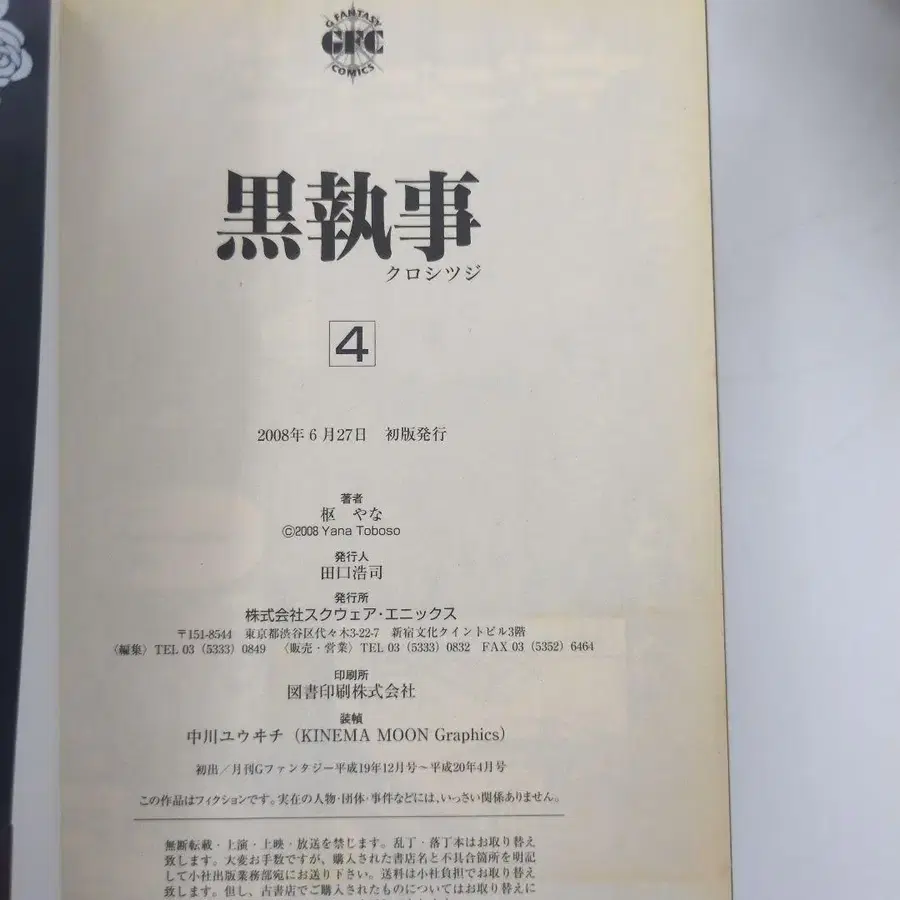 G FANTASY
GFC
COMICS
黒執事
クロシツジ
4
2008年6月27日 初版発行
著者
枢 やな
©2008 Yana Toboso
発行人
田口浩司
発行所
株式会社スクウェア・エニックス
〒151-8544 東京都渋谷区代々木3-22-7 新宿文化クイントビル3階
〈編集〉TEL 03（5333）0849 〈販売・営業〉TEL 03（5333）0832 FAX 03（5352）6464
印刷所
図書印刷株式会社
装幀
中川ユウヰチ（KINEMA MOON Graphics）
初出／月刊Gファンタジー平成19年12月号～平成20年4月号
この作品はフィクションです。実在の人物・団体・事件などには、いっさい関係ありません。
無断転載・上演・上映・放送を禁じます。乱丁・落丁本はお取り替え
致します。大変お手数ですが、購入された書店名と不具合箇所を明記
して小社出版業務部宛にお送り下さい。送料は小社負担でお取り替え
致します。但し、古書店でご購入されたものについてはお取り替えに